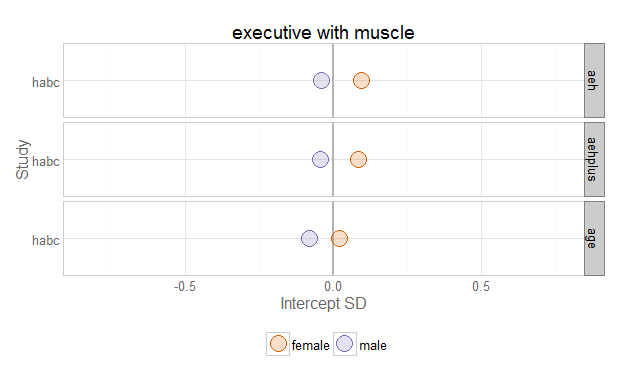 executive with muscle
habc
aeh
habc
aehplus
habc
age
Study
-0.5 0.0 0.5
Intercept SD
female male